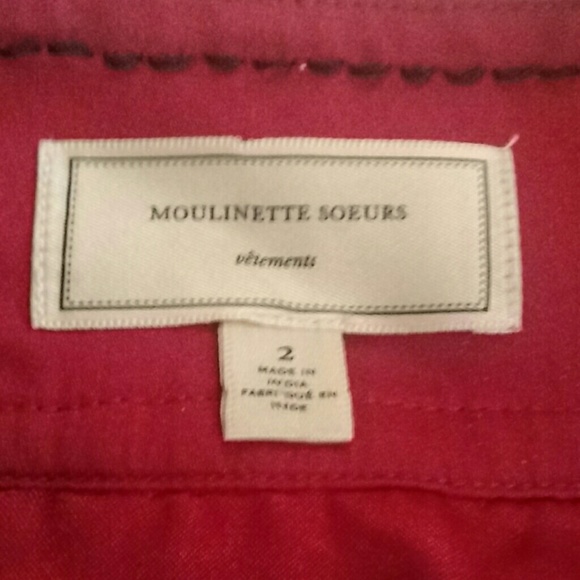 MOULINETTE SOEURS
vêtements
2
MADE IN
INDIA
FABRIQUÉ EN
INDE